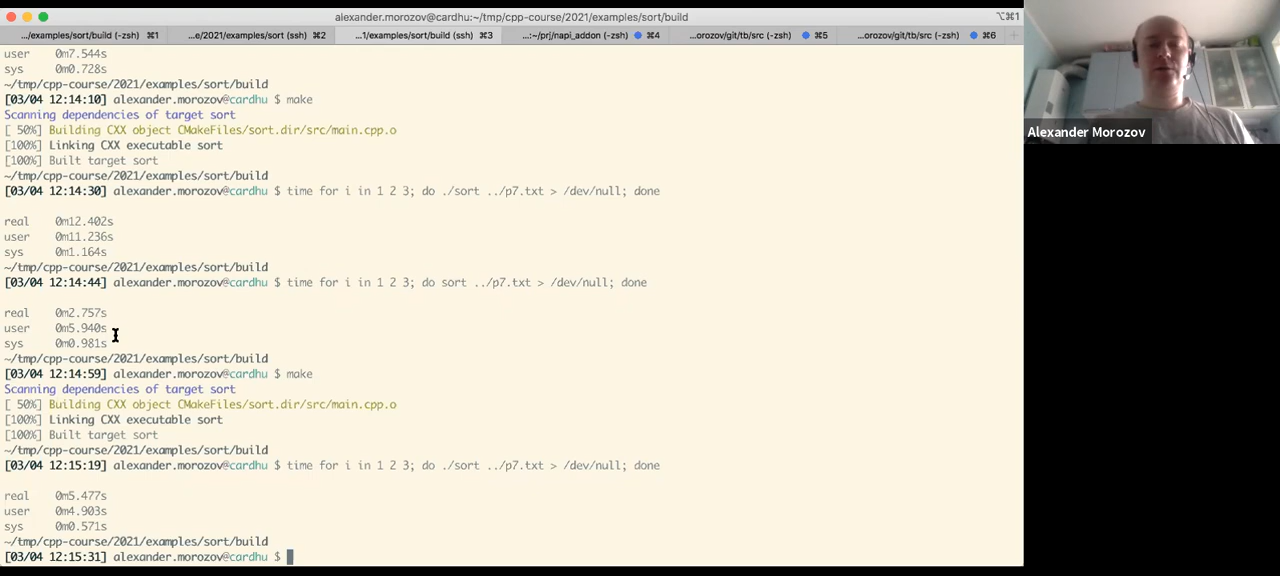 alexander.morozov@cardhu:~/tmp/cpp-course/2021/examples/sort/build
⌥⌘1
...e/examples/sort/build (-zsh) ⌘1
...o/2021/examples/sort (ssh) ⌘2
...1/examples/sort/build (ssh) ⌘3
...:~/prj/napi_addon (-zsh) ⌘4
...orozov/git/tb/src (-zsh) ⌘5
...orozov/git/tb/src (-zsh) ⌘6
user 0m7.544s
sys 0m0.728s
~/tmp/cpp-course/2021/examples/sort/build
[03/04 12:14:10] alexander.morozov@cardhu $ make
Scanning dependencies of target sort
[ 50%] Building CXX object CMakeFiles/sort.dir/src/main.cpp.o
[100%] Linking CXX executable sort
[100%] Built target sort
~/tmp/cpp-course/2021/examples/sort/build
[03/04 12:14:30] alexander.morozov@cardhu $ time for i in 1 2 3; do ./sort ../p7.txt > /dev/null; done
real 0m12.402s
user 0m11.236s
sys 0m1.164s
~/tmp/cpp-course/2021/examples/sort/build
[03/04 12:14:44] alexander.morozov@cardhu $ time for i in 1 2 3; do sort ../p7.txt > /dev/null; done
real 0m2.757s
user 0m5.940s
sys 0m0.981s
~/tmp/cpp-course/2021/examples/sort/build
[03/04 12:14:59] alexander.morozov@cardhu $ make
Scanning dependencies of target sort
[ 50%] Building CXX object CMakeFiles/sort.dir/src/main.cpp.o
[100%] Linking CXX executable sort
[100%] Built target sort
~/tmp/cpp-course/2021/examples/sort/build
[03/04 12:15:19] alexander.morozov@cardhu $ time for i in 1 2 3; do ./sort ../p7.txt > /dev/null; done
real 0m5.477s
user 0m4.903s
sys 0m0.571s
~/tmp/cpp-course/2021/examples/sort/build
[03/04 12:15:31] alexander.morozov@cardhu $
Alexander Morozov